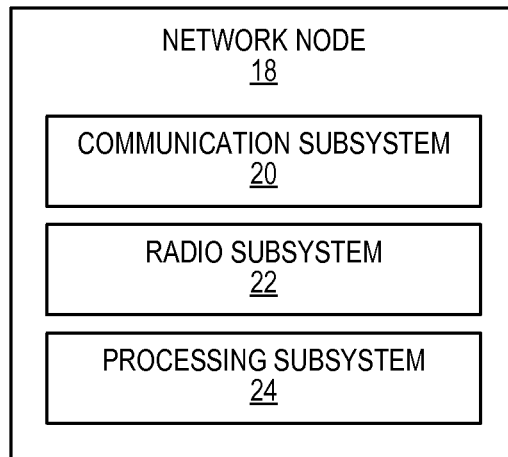 NETWORK NODE
18
COMMUNICATION SUBSYSTEM
20
RADIO SUBSYSTEM
22
PROCESSING SUBSYSTEM
24